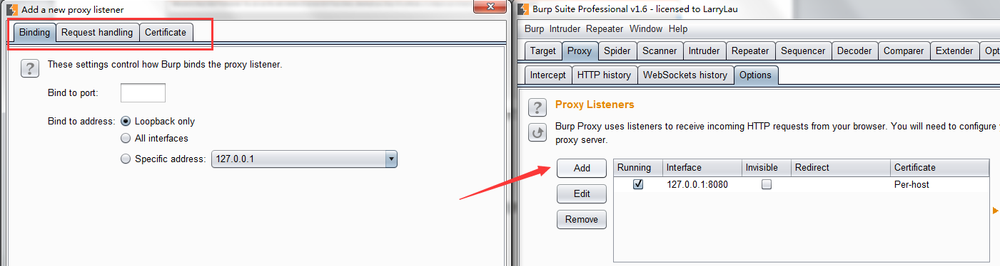 Add a new proxy listener
Binding Request handling Certificate
? These settings control how Burp binds the proxy listener.
Bind to port:
Bind to address: Loopback only
All interfaces
Specific address: 127.0.0.1
Burp Suite Professional v1.6 - licensed to LarryLau
Burp Intruder Repeater Window Help
Target Proxy Spider Scanner Intruder Repeater Sequencer Decoder Comparer Extender Opt
Intercept HTTP history WebSockets history Options
? Proxy Listeners
Burp Proxy uses listeners to receive incoming HTTP requests from your browser. You will need to configure
proxy server.
Add Running Interface Invisible Redirect Certificate
127.0.0.1:8080 Per-host
Edit
Remove